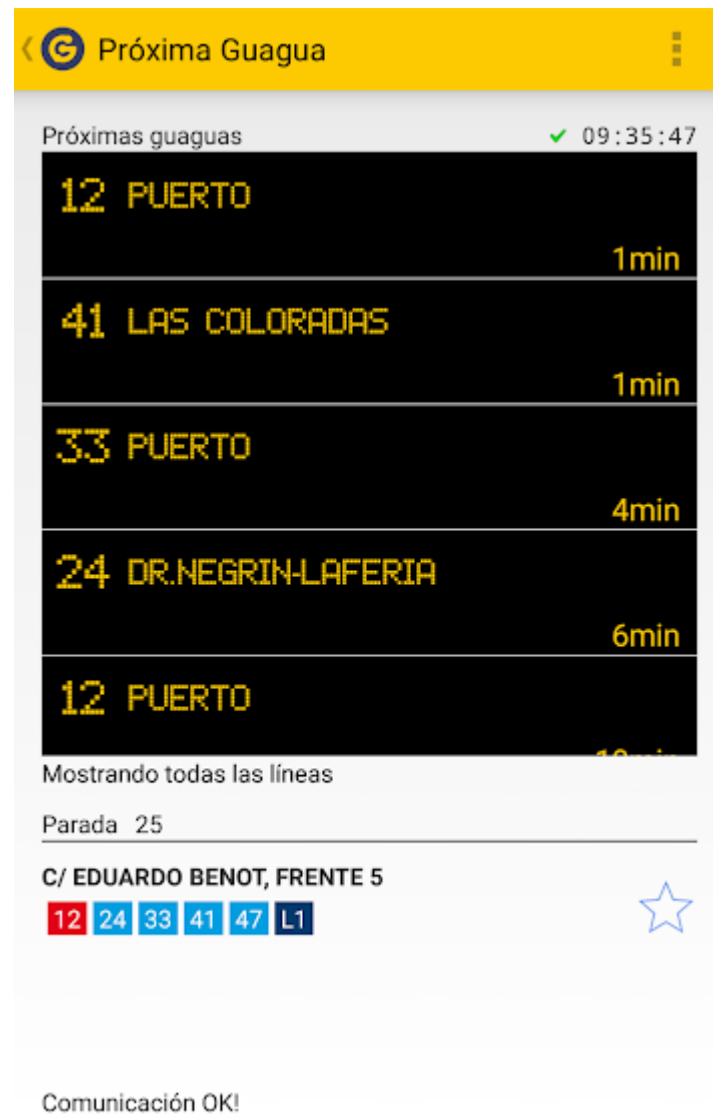 Próxima Guagua
Próximas guaguas 09:35:47
12 PUERTO
1min
41 LAS COLORADAS
1min
33 PUERTO
4min
24 DR.NEGRIN-LAFERIA
6min
12 PUERTO
Mostrando todas las líneas
Parada 25
C/ EDUARDO BENOT, FRENTE 5
12 24 33 41 47 L1
Comunicación OK!